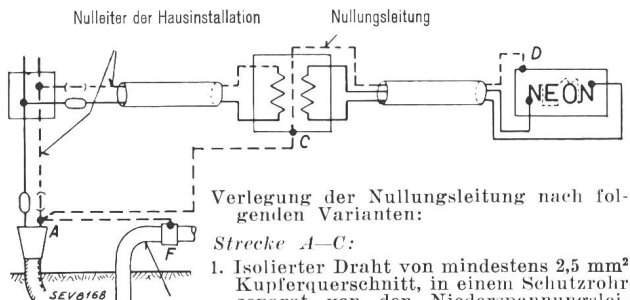 Nulleiter der Hausinstallation
Nullungsleitung
D
NEON
C
A
F
Verlegung der Nullungsleitung nach fol-
genden Varianten:
Strecke A—C:
1. Isolierter Draht von mindestens 2,5 mm²
Kupferquerschnitt, in einem Schutzrohr
SEV8168